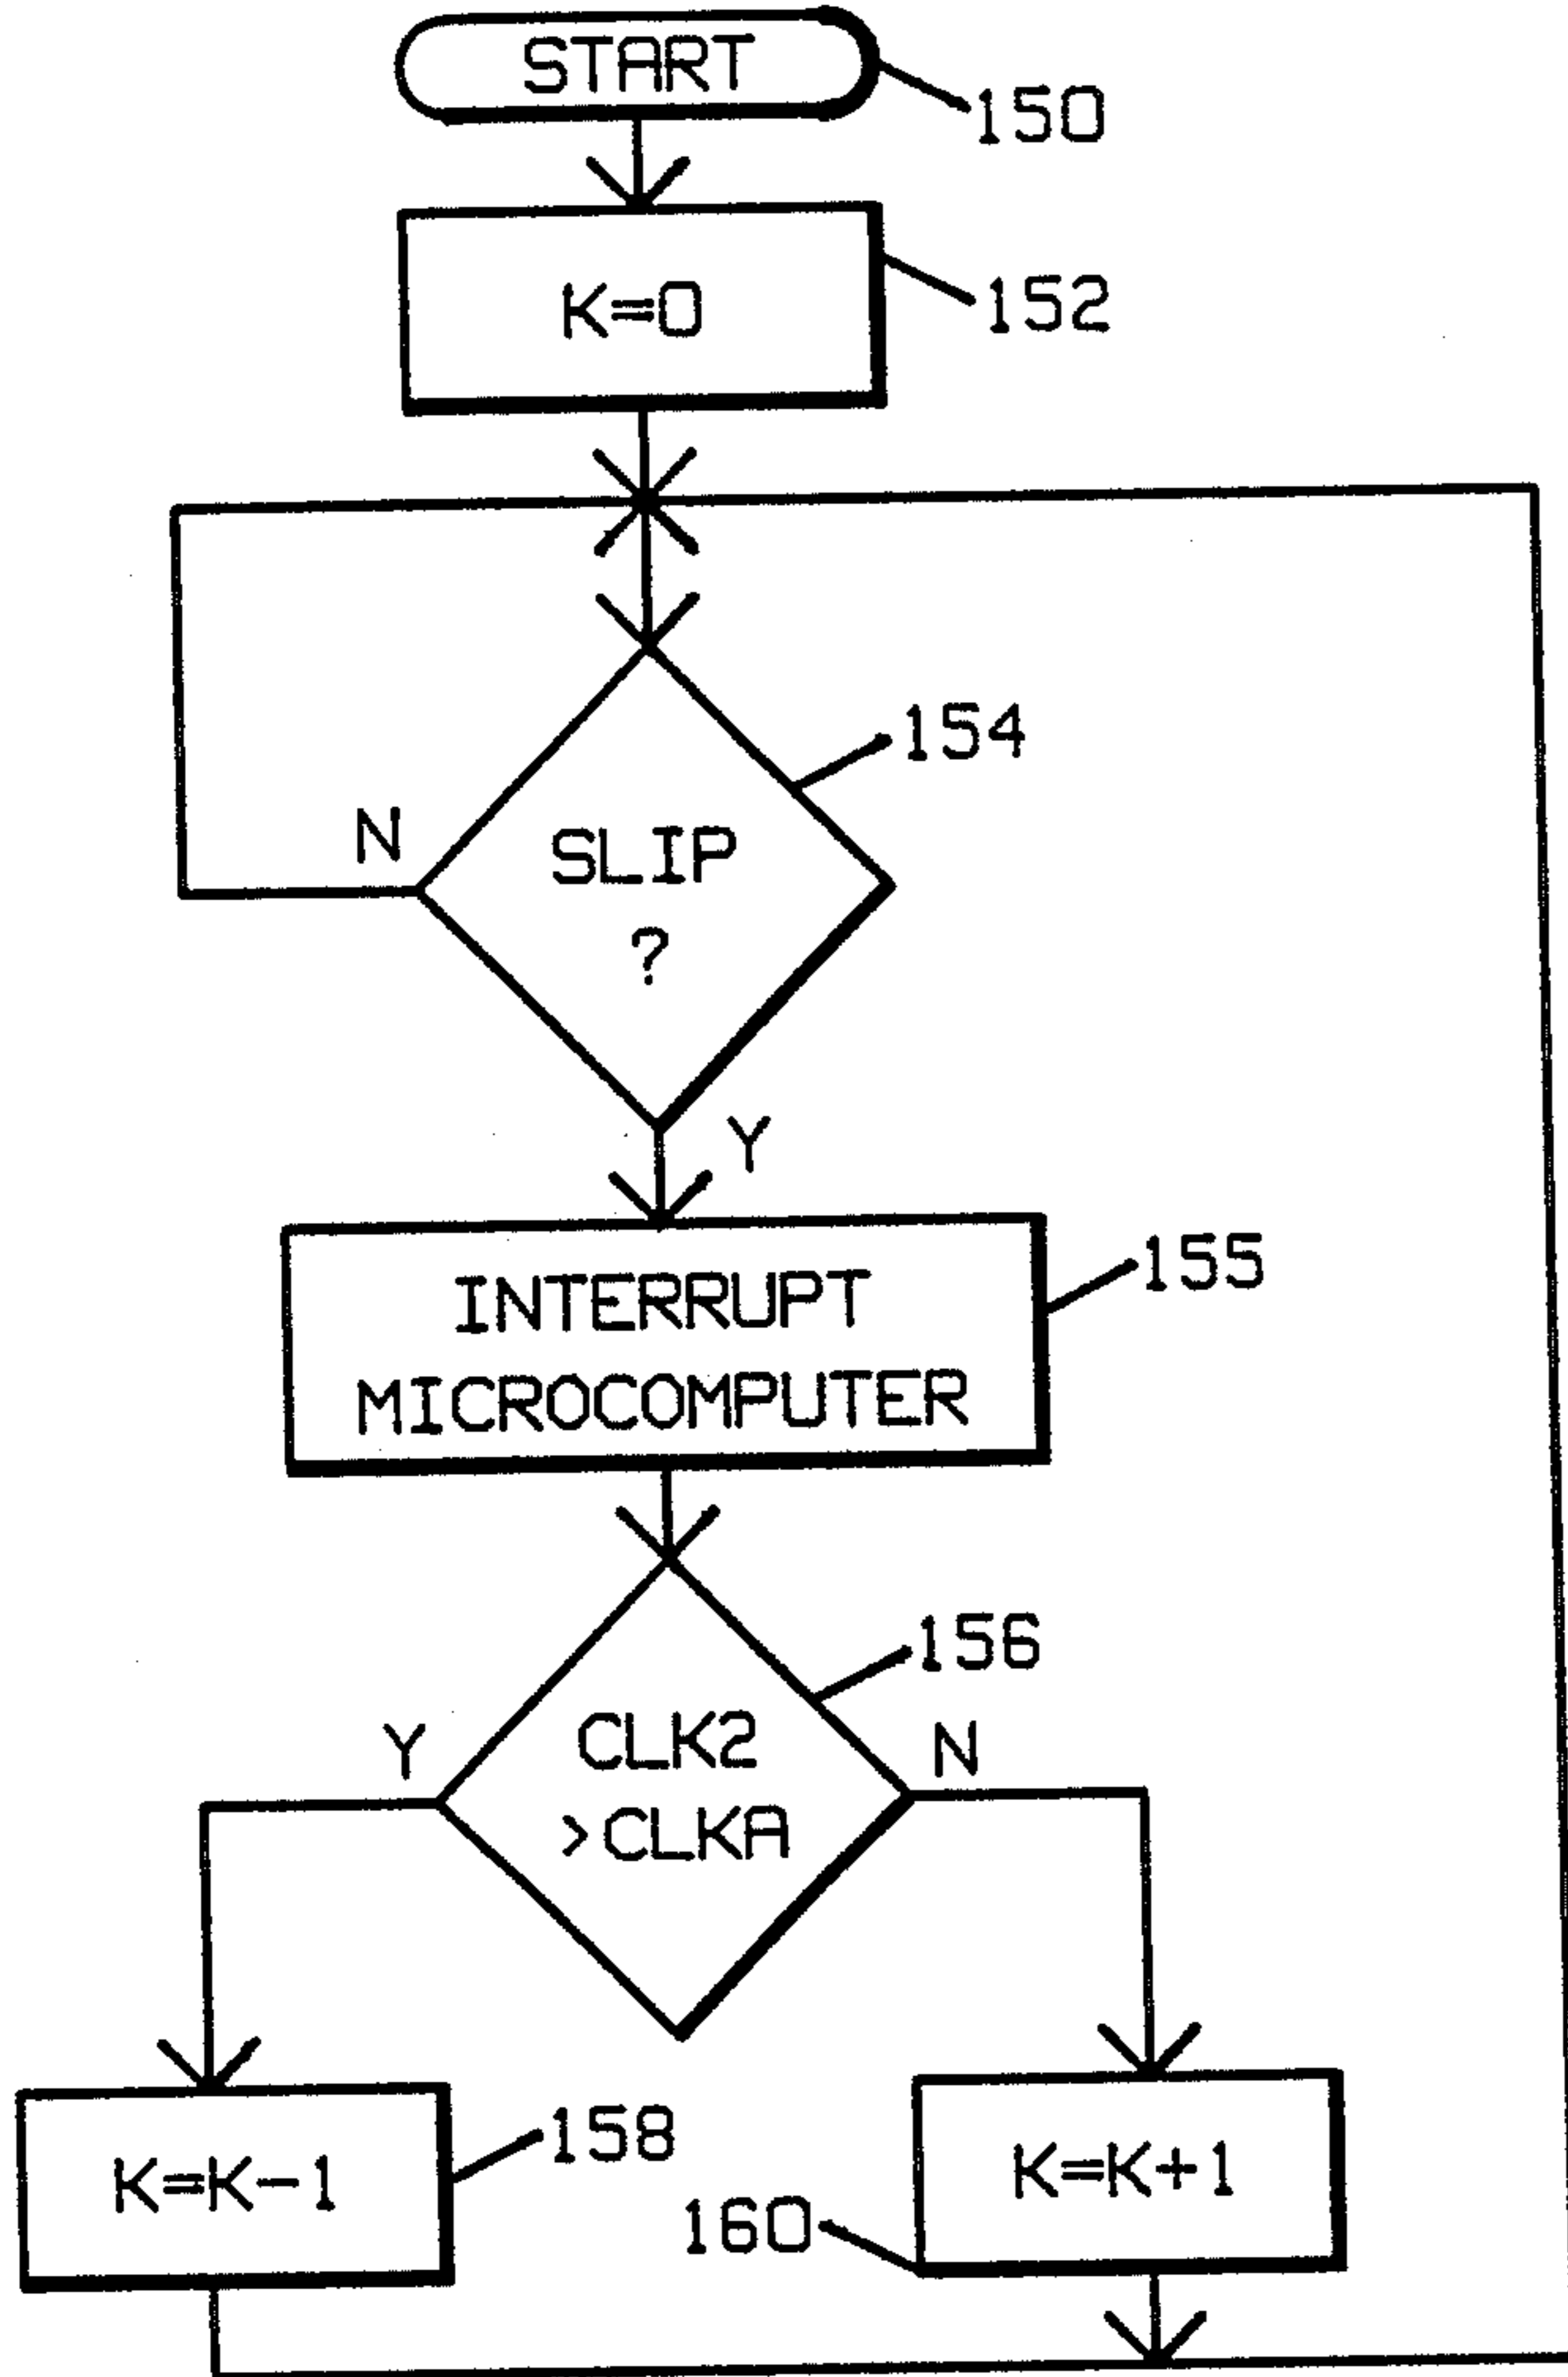 START
150
K=0
152
154
N
SLIP
?
Y
155
INTERRUPT
MICROCOMPUTER
156
Y
CLK2
N
>CLKA
158
K=K-1
K=K+1
160